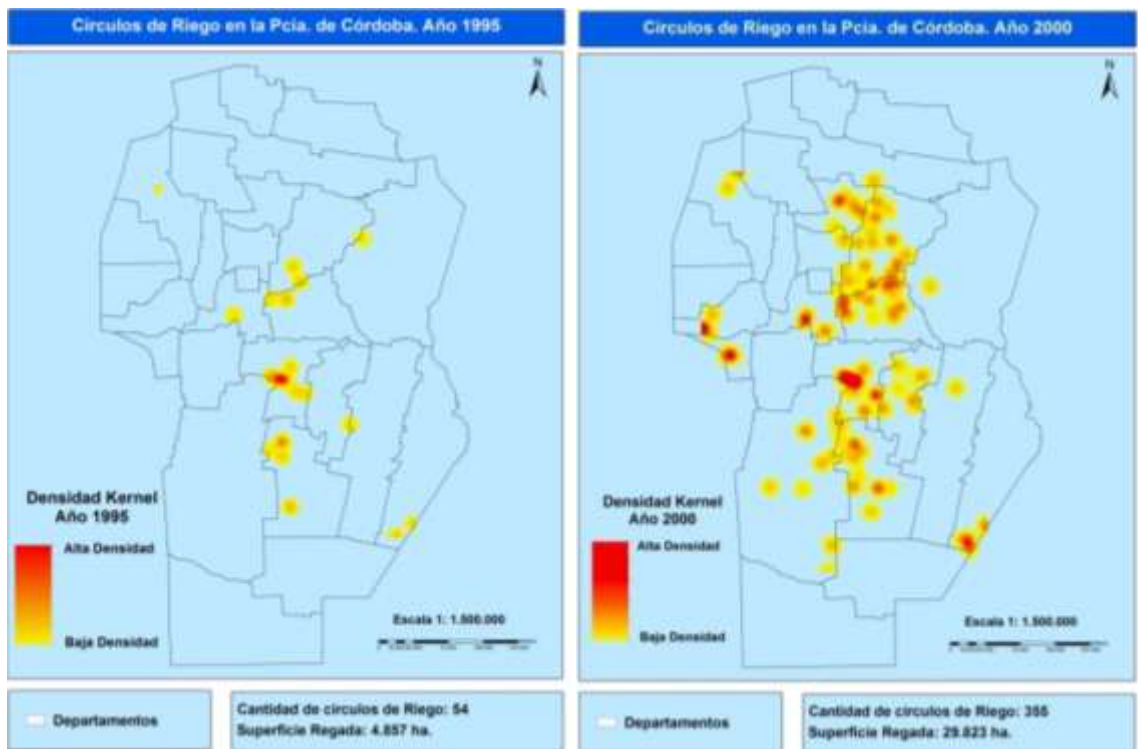 Circulos de Riego en la Pcia. de Córdoba. Año 1995
N
Densidad Kernel
Año 1995
Alta Densidad
Baja Densidad
Escala 1: 1.500.000
Departamentos
Cantidad de circulos de Riego: 54
Superficie Regada: 4.857 ha.
Circulos de Riego en la Pcia. de Córdoba. Año 2000
N
Densidad Kernel
Año 2000
Alta Densidad
Baja Densidad
Escala 1: 1.500.000
Departamentos
Cantidad de circulos de Riego: 355
Superficie Regada: 29.823 ha.